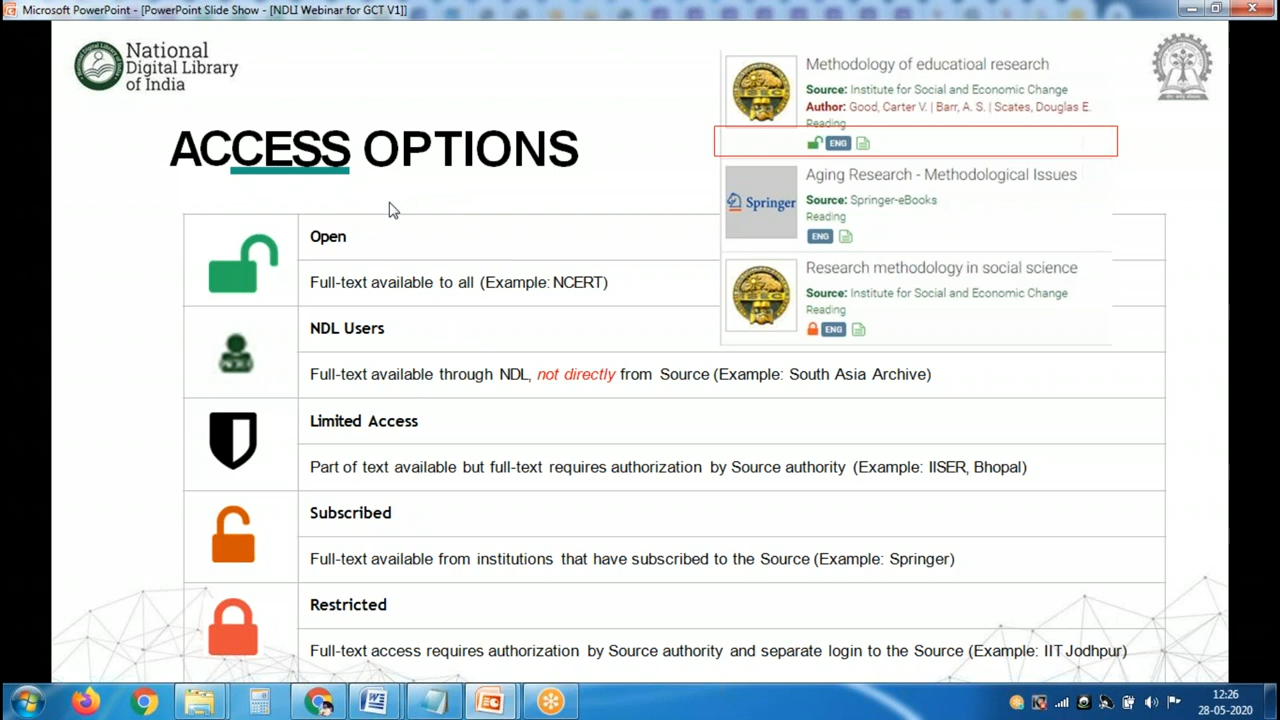 Microsoft PowerPoint - [PowerPoint Slide Show - [NDLI Webinar for GCT V1]]
National
Digital Library
of India
ACCESS OPTIONS
Methodology of educatioal research
Source: Institute for Social and Economic Change
Author: Good, Carter V. | Barr, A. S. | Scates, Douglas E.
Reading
ENG
Springer
Aging Research - Methodological Issues
Source: Springer-eBooks
Reading
ENG
Research methodology in social science
Source: Institute for Social and Economic Change
Reading
ENG
Open
Full-text available to all (Example: NCERT)
NDL Users
Full-text available through NDL, not directly from Source (Example: South Asia Archive)
Limited Access
Part of text available but full-text requires authorization by Source authority (Example: IISER, Bhopal)
Subscribed
Full-text available from institutions that have subscribed to the Source (Example: Springer)
Restricted
Full-text access requires authorization by Source authority and separate login to the Source (Example: IIT Jodhpur)
12:26
28-05-2020